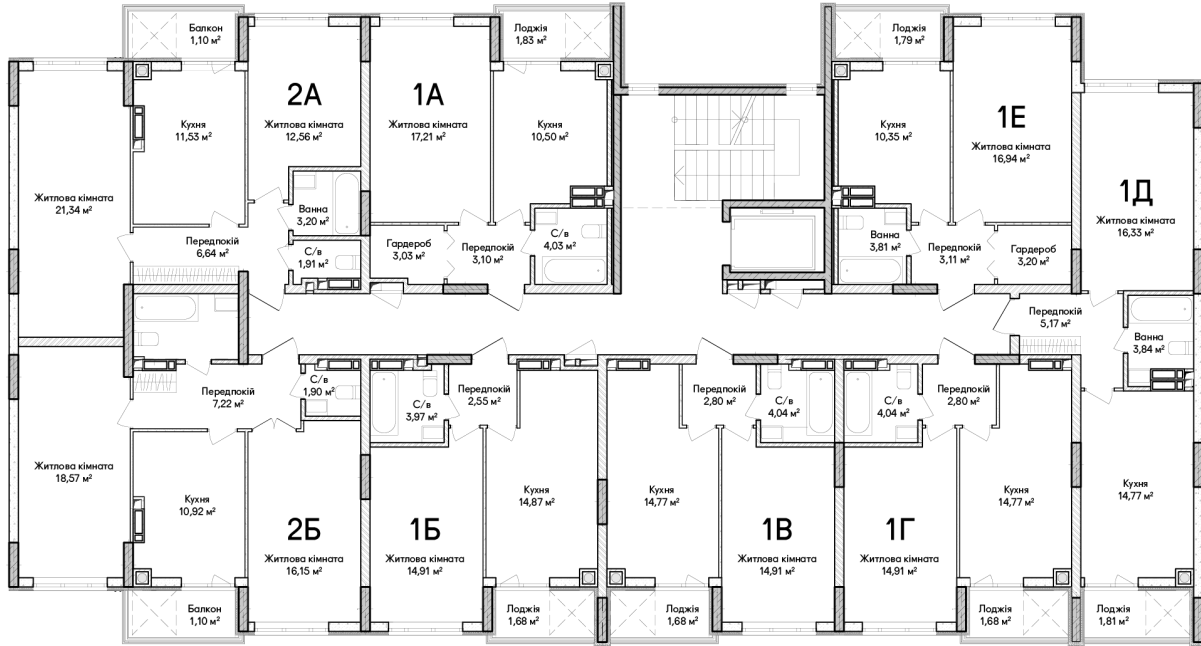 Балкон
1,10 м²
2А
Житлова кімната
12,56 м²
Кухня
11,53 м²
Житлова кімната
21,34 м²
Передпокій
6,64 м²
Ванна
3,20 м²
С/в
1,91 м²
1А
Житлова кімната
17,21 м²
Лоджія
1,83 м²
Кухня
10,50 м²
Гардероб
3,03 м²
Передпокій
3,10 м²
С/в
4,03 м²
Лоджія
1,79 м²
Кухня
10,35 м²
1Е
Житлова кімната
16,94 м²
Ванна
3,81 м²
Передпокій
3,11 м²
Гардероб
3,20 м²
1Д
Житлова кімната
16,33 м²
Передпокій
5,17 м²
Ванна
3,84 м²
Кухня
14,77 м²
Лоджія
1,81 м²
Передпокій
7,22 м²
С/в
1,90 м²
Житлова кімната
18,57 м²
Кухня
10,92 м²
2Б
Житлова кімната
16,15 м²
Балкон
1,10 м²
С/в
3,97 м²
Передпокій
2,55 м²
1Б
Житлова кімната
14,91 м²
Кухня
14,87 м²
Лоджія
1,68 м²
Передпокій
2,80 м²
С/в
4,04 м²
Кухня
14,77 м²
1В
Житлова кімната
14,91 м²
Лоджія
1,68 м²
С/в
4,04 м²
Передпокій
2,80 м²
1Г
Житлова кімната
14,91 м²
Кухня
14,77 м²
Лоджія
1,68 м²